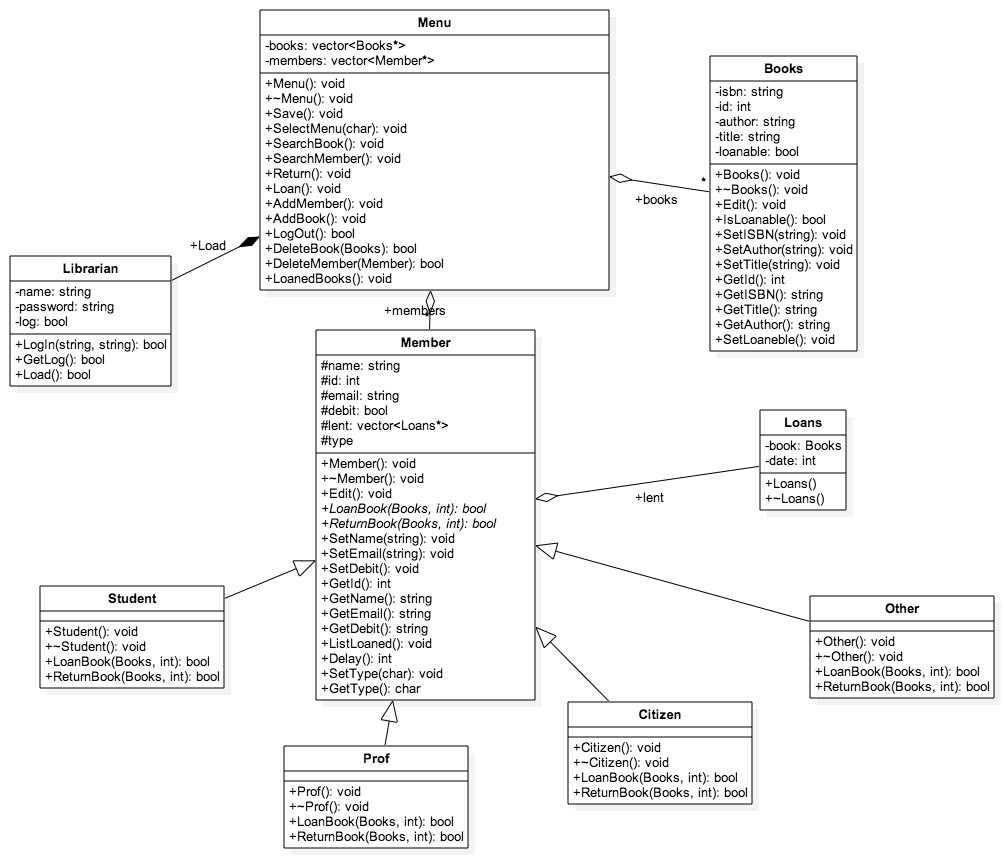 Menu
-books: vector<Books*>
-members: vector<Member*>
+Menu(): void
+~Menu(): void
+Save(): void
+SelectMenu(char): void
+SearchBook(): void
+SearchMember(): void
+Return(): void
+Loan(): void
+AddMember(): void
+AddBook(): void
+LogOut(): bool
+DeleteBook(Books): bool
+DeleteMember(Member): bool
+LoanedBooks(): void
Books
-isbn: string
-id: int
-author: string
-title: string
-loanable: bool
+Books(): void
+~Books(): void
+Edit(): void
+IsLoanable(): bool
+SetISBN(string): void
+SetAuthor(string): void
+SetTitle(string): void
+GetId(): int
+GetISBN(): string
+GetTitle(): string
+GetAuthor(): string
+SetLoaneble(): void
*
+books
+Load
Librarian
-name: string
-password: string
-log: bool
+LogIn(string, string): bool
+GetLog(): bool
+Load(): bool
+members
*
Member
#name: string
#id: int
#email: string
#debit: bool
#lent: vector<Loans*>
#type
+Member(): void
+~Member(): void
+Edit(): void
+LoanBook(Books, int): bool
+ReturnBook(Books, int): bool
+SetName(string): void
+SetEmail(string): void
+SetDebit(): void
+GetId(): int
+GetName(): string
+GetEmail(): string
+GetDebit(): string
+ListLoaned(): void
+Delay(): int
+SetType(char): void
+GetType(): char
Loans
-book: Books
-date: int
+Loans()
+~Loans()
+lent
Student
+Student(): void
+~Student(): void
+LoanBook(Books, int): bool
+ReturnBook(Books, int): bool
Other
+Other(): void
+~Other(): void
+LoanBook(Books, int): bool
+ReturnBook(Books, int): bool
Citizen
+Citizen(): void
+~Citizen(): void
+LoanBook(Books, int): bool
+ReturnBook(Books, int): bool
Prof
+Prof(): void
+~Prof(): void
+LoanBook(Books, int): bool
+ReturnBook(Books, int): bool